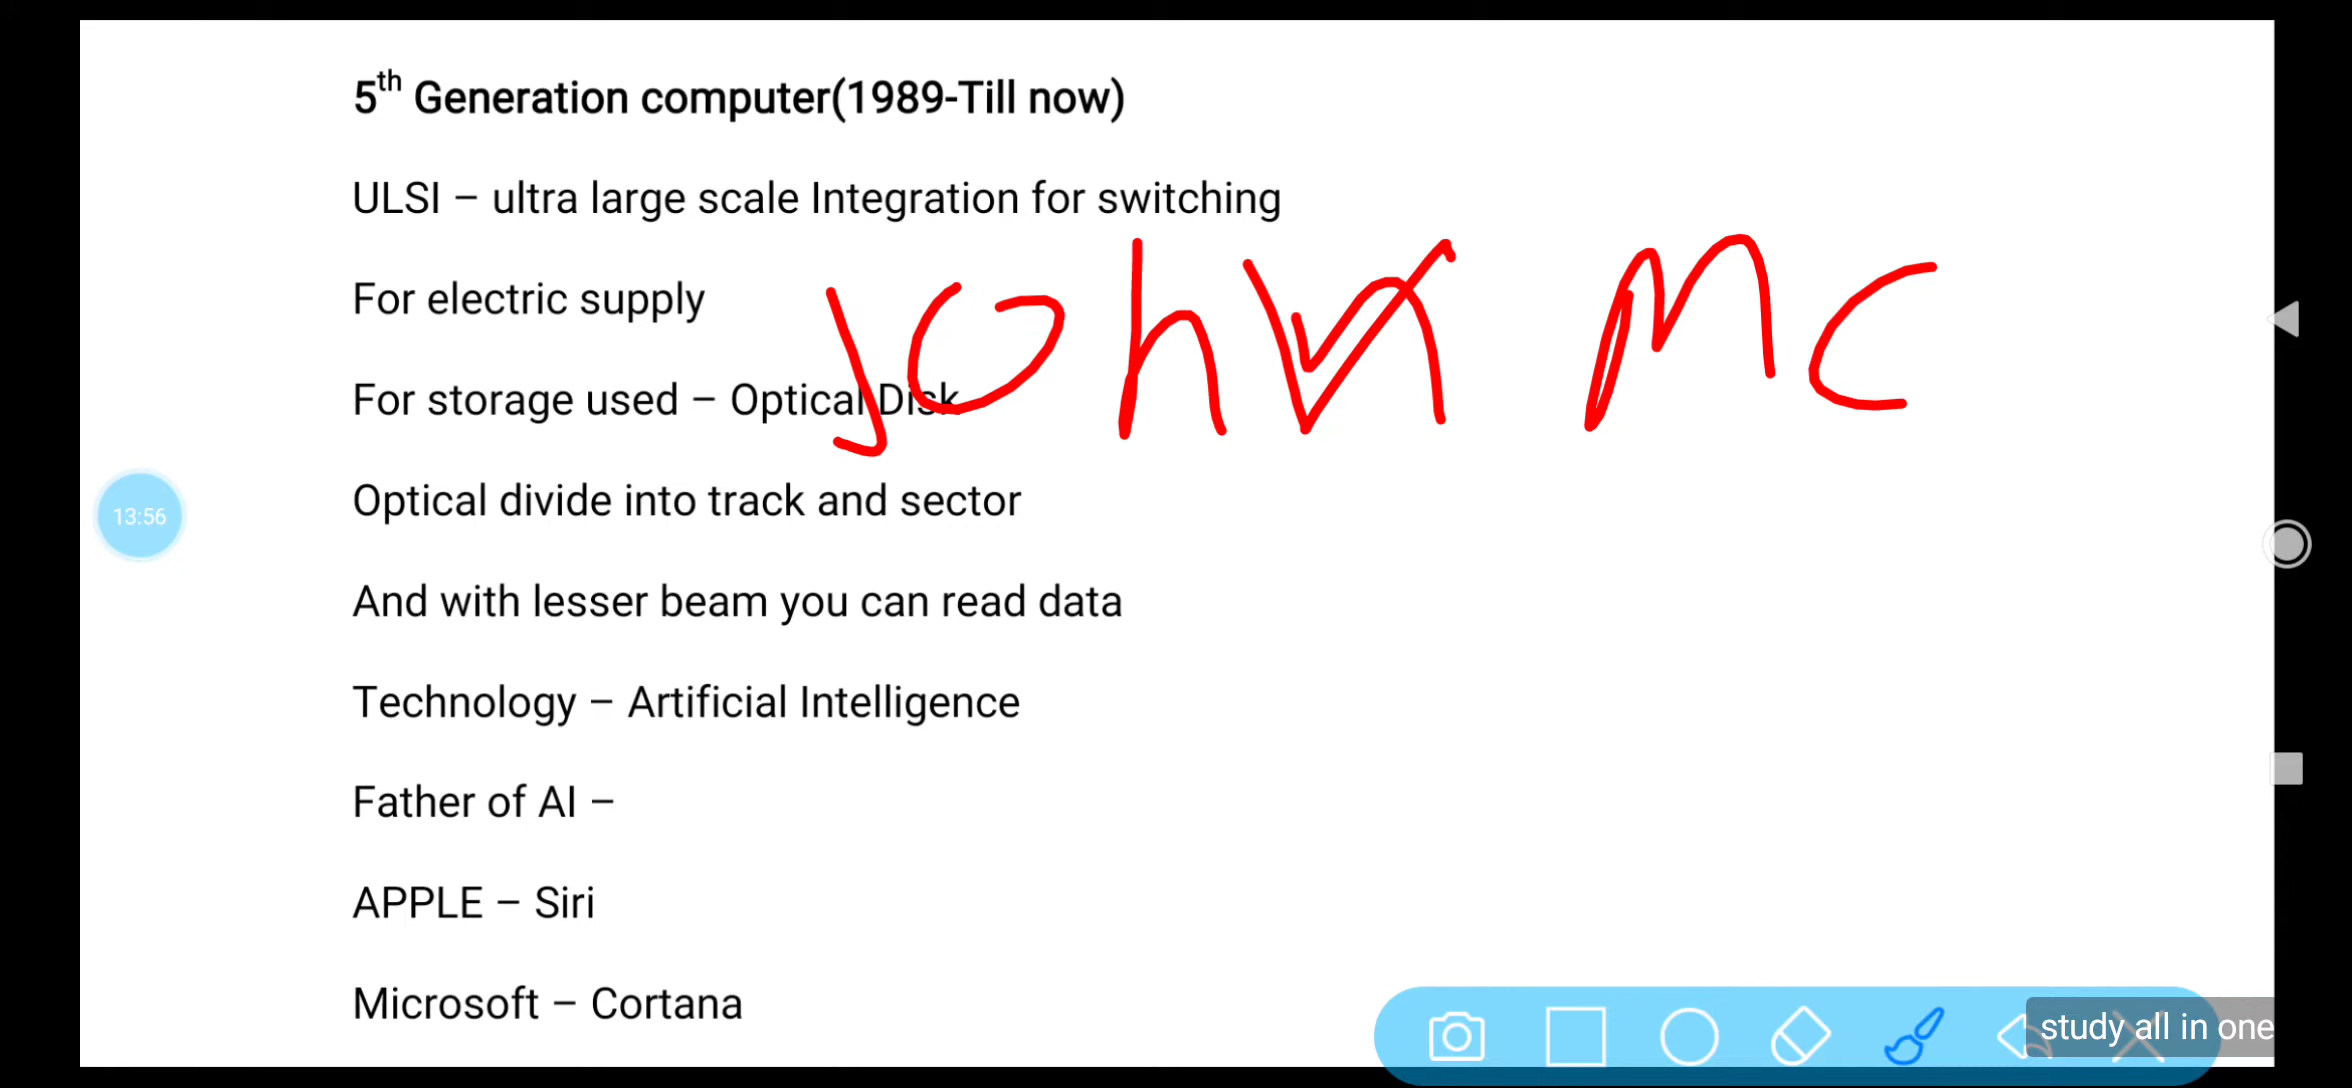 5th Generation computer(1989-Till now)
ULSI – ultra large scale Integration for switching
For electric supply
John Mc
For storage used – Optical Disk
Optical divide into track and sector
13:56
And with lesser beam you can read data
Technology – Artificial Intelligence
Father of AI –
APPLE – Siri
Microsoft – Cortana
study all in one